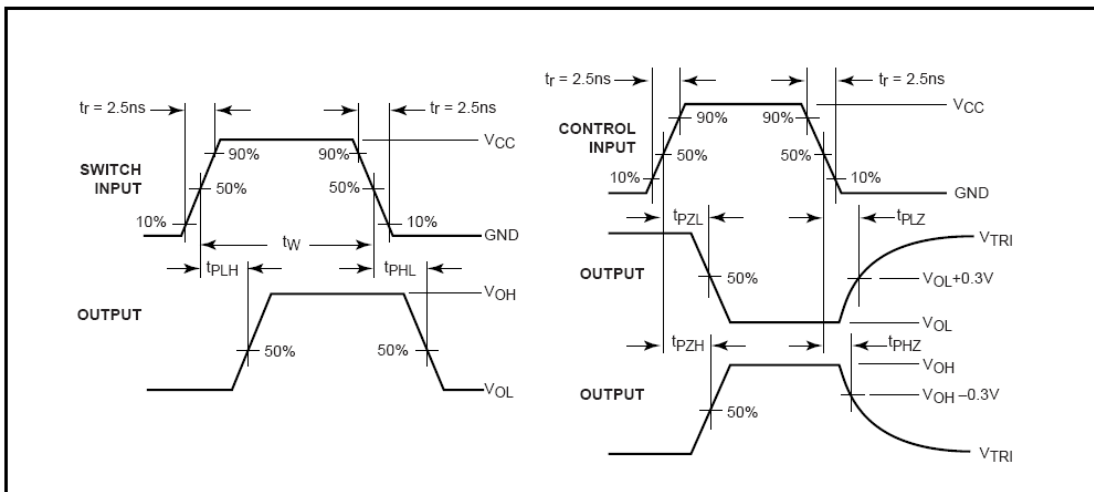 tr = 2.5ns
tr = 2.5ns
VCC
90%
90%
SWITCH
INPUT
50%
50%
10%
10%
GND
tW
tPLH
tPHL
VOH
OUTPUT
50%
50%
VOL
tr = 2.5ns
tr = 2.5ns
VCC
90%
90%
CONTROL
INPUT
50%
50%
10%
10%
GND
tPZL
tPLZ
VTRI
OUTPUT
50%
VOL+0.3V
VOL
tPZH
tPHZ
VOH
OUTPUT
VOH –0.3V
50%
VTRI